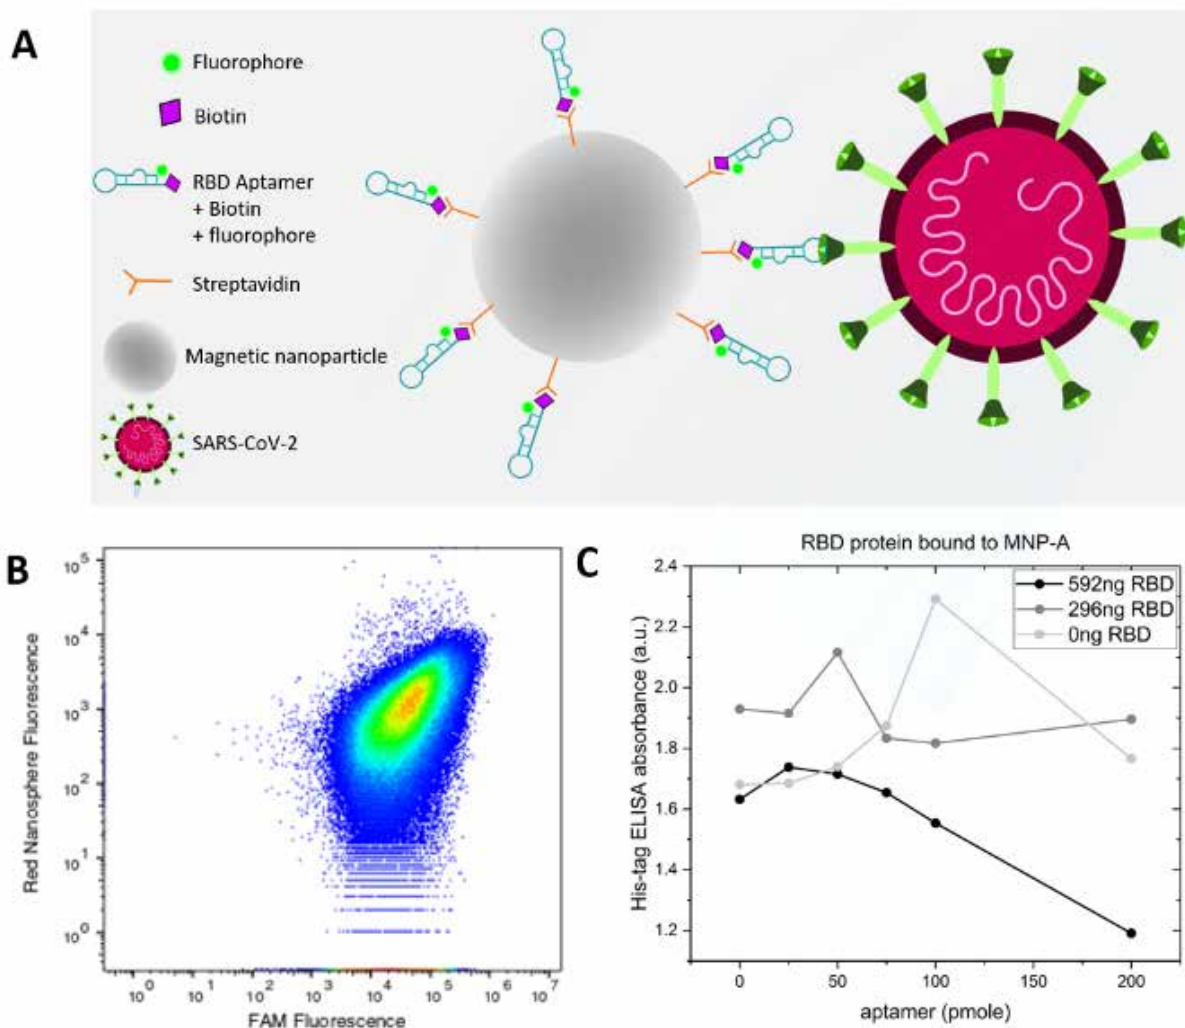 A
Fluorophore
Biotin
RBD Aptamer
+ Biotin
+ fluorophore
Streptavidin
Magnetic nanoparticle
SARS-CoV-2
B
Red Nanosphere Fluorescence
10^5
10^4
10^3
10^2
10^1
10^0
10^0 10^1 10^2 10^3 10^4 10^5 10^6 10^7
FAM Fluorescence
C
RBD protein bound to MNP-A
592ng RBD
296ng RBD
0ng RBD
His-tag ELISA absorbance (a.u.)
2.4
2.2
2.0
1.8
1.6
1.4
1.2
0 50 100 150 200
aptamer (pmole)